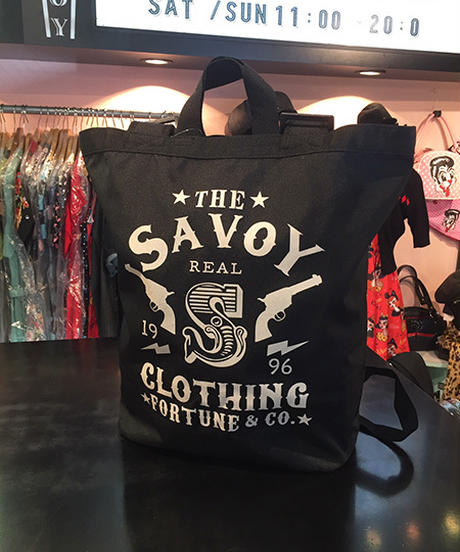 O
Y
SAT /SUN 11:00 - 20:0
THE
SAVOY
REAL
S
19 96
CLOTHING
FORTUNE & CO.